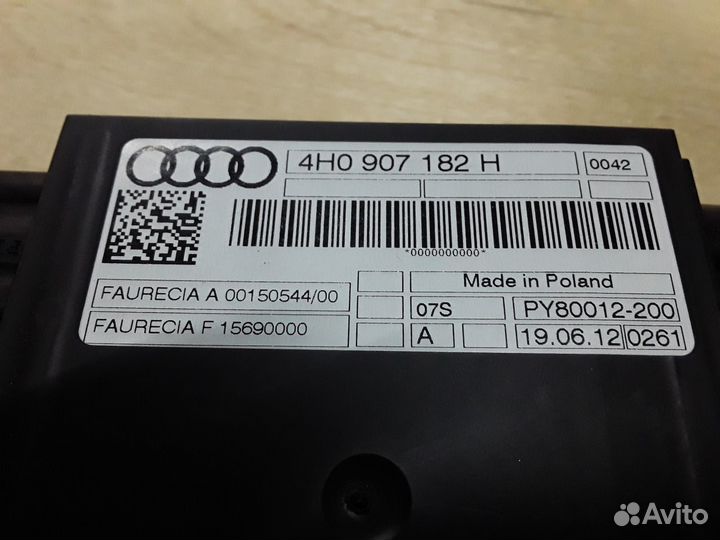 4H0 907 182 H
0042
*0000000000*
Made in Poland
FAURECIA A 00150544/00
07S
PY80012-200
FAURECIA F 15690000
A
19.06.12
0261
Avito